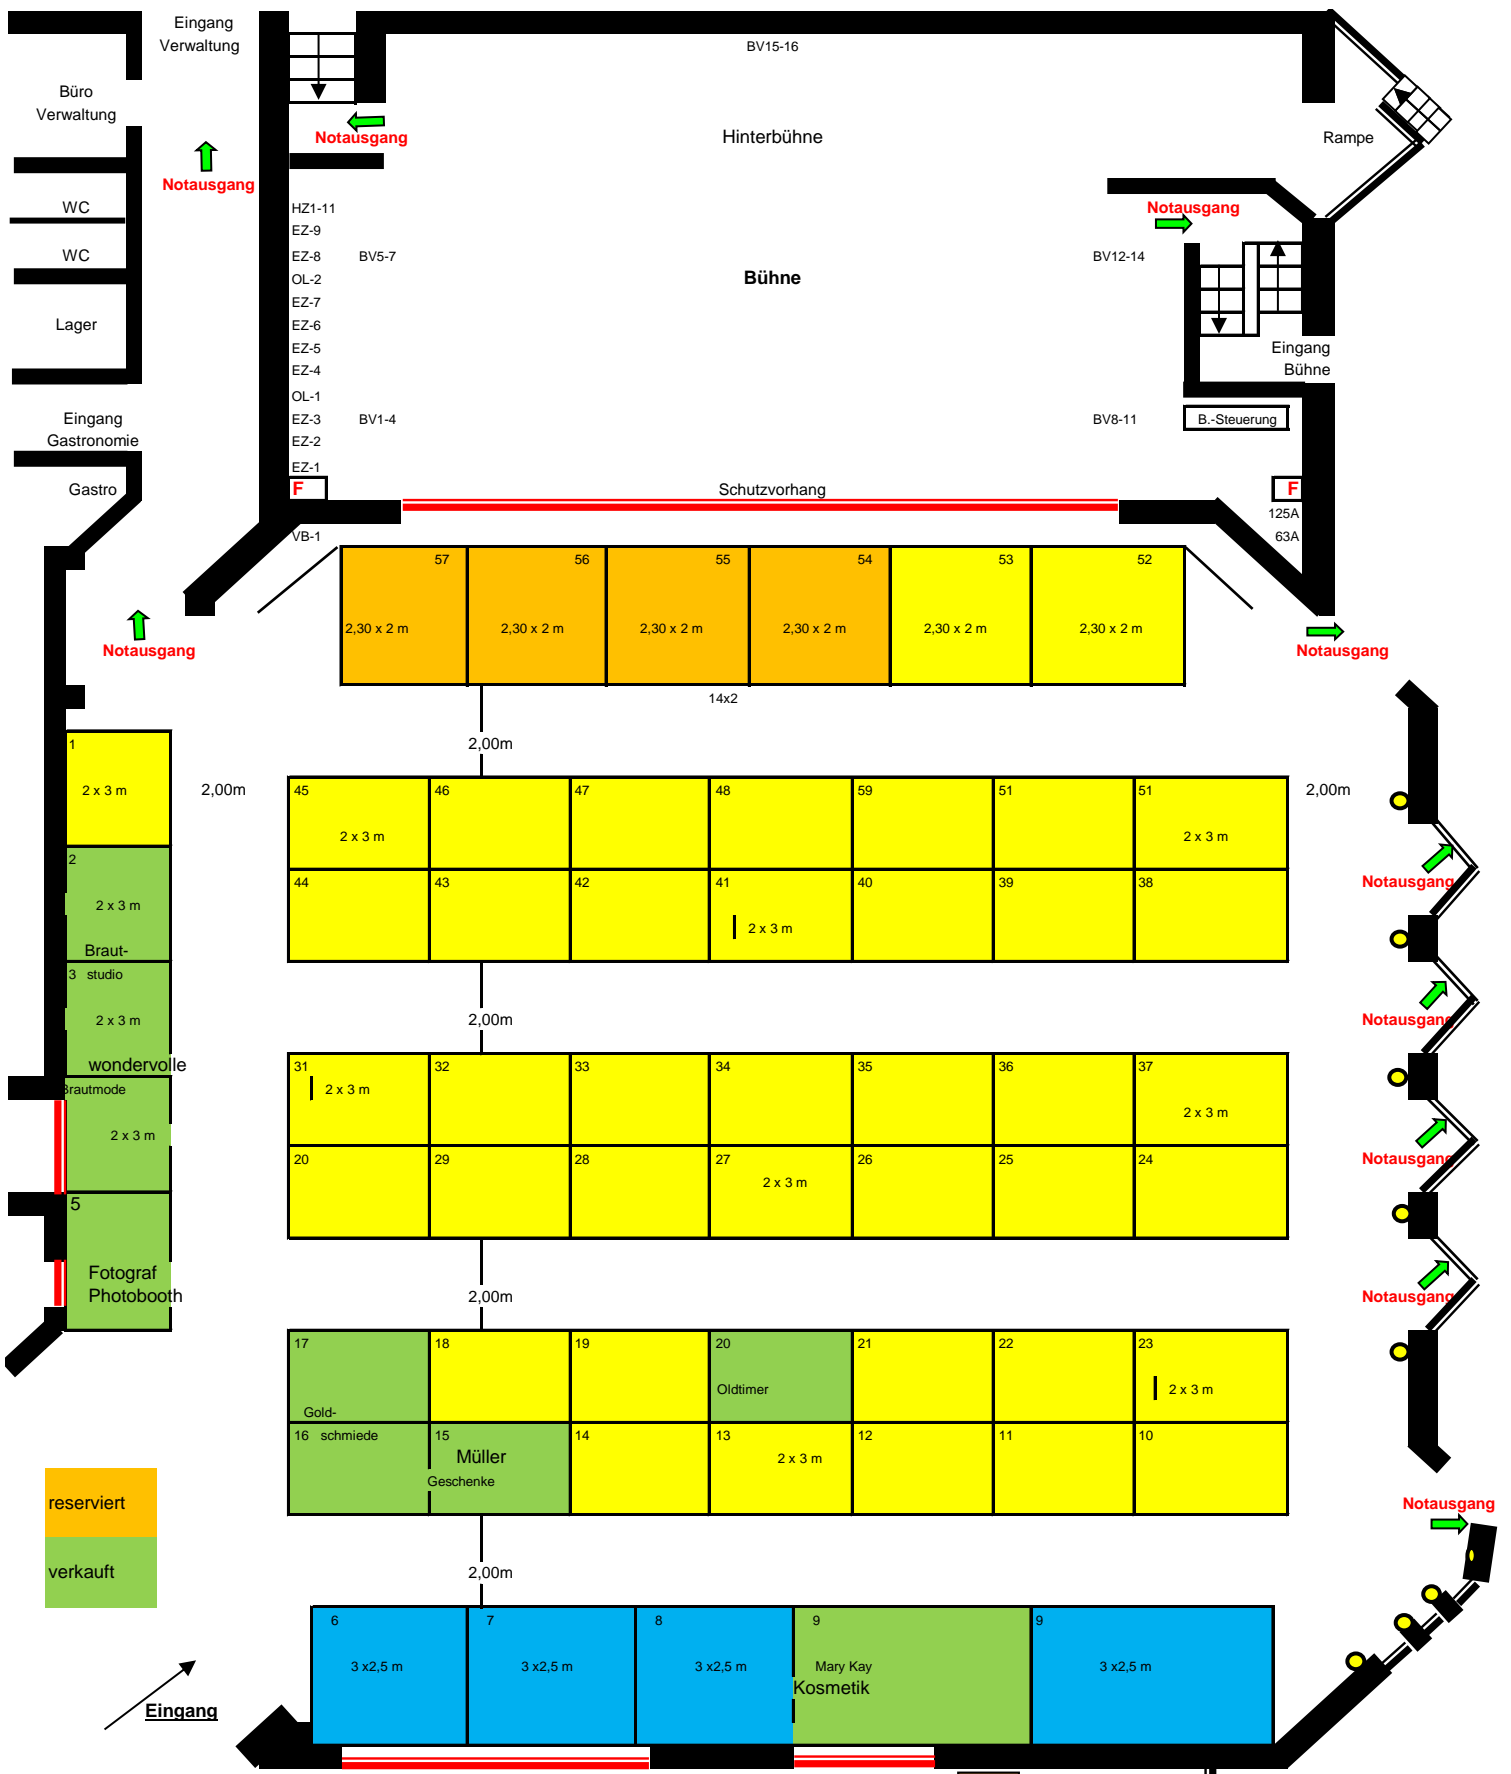 Eingang
Verwaltung
BV15-16
Büro
Verwaltung
Notausgang
Hinterbühne
Rampe
Notausgang
WC
HZ1-11
Notausgang
EZ-9
WC
EZ-8
BV5-7
BV12-14
OL-2
Bühne
EZ-7
Lager
EZ-6
EZ-5
Eingang
Bühne
EZ-4
OL-1
Eingang
Gastronomie
EZ-3
BV1-4
BV8-11
B.-Steuerung
EZ-2
EZ-1
Gastro
F
Schutzvorhang
F
125A
VB-1
63A
57
56
55
54
53
52
2,30 x 2 m
2,30 x 2 m
2,30 x 2 m
2,30 x 2 m
2,30 x 2 m
2,30 x 2 m
Notausgang
Notausgang
14x2
2,00m
1
2 x 3 m
2,00m
45
46
47
48
59
51
51
2,00m
2 x 3 m
2 x 3 m
2
44
43
42
41
40
39
38
Notausgang
2 x 3 m
2 x 3 m
Braut-
3 studio
2 x 3 m
2,00m
Notausgang
wondervolle
31
32
33
34
35
36
37
Brautmode
2 x 3 m
2 x 3 m
2 x 3 m
20
29
28
27
26
25
24
Notausgang
2 x 3 m
5
Fotograf
Photobooth
2,00m
Notausgang
17
18
19
20
21
22
23
Oldtimer
2 x 3 m
Gold-
16 schmiede
15
14
13
12
11
10
Müller
2 x 3 m
Geschenke
reserviert
Notausgang
verkauft
2,00m
6
7
8
9
9
3 x2,5 m
3 x2,5 m
3 x2,5 m
Mary Kay
3 x2,5 m
Kosmetik
Eingang